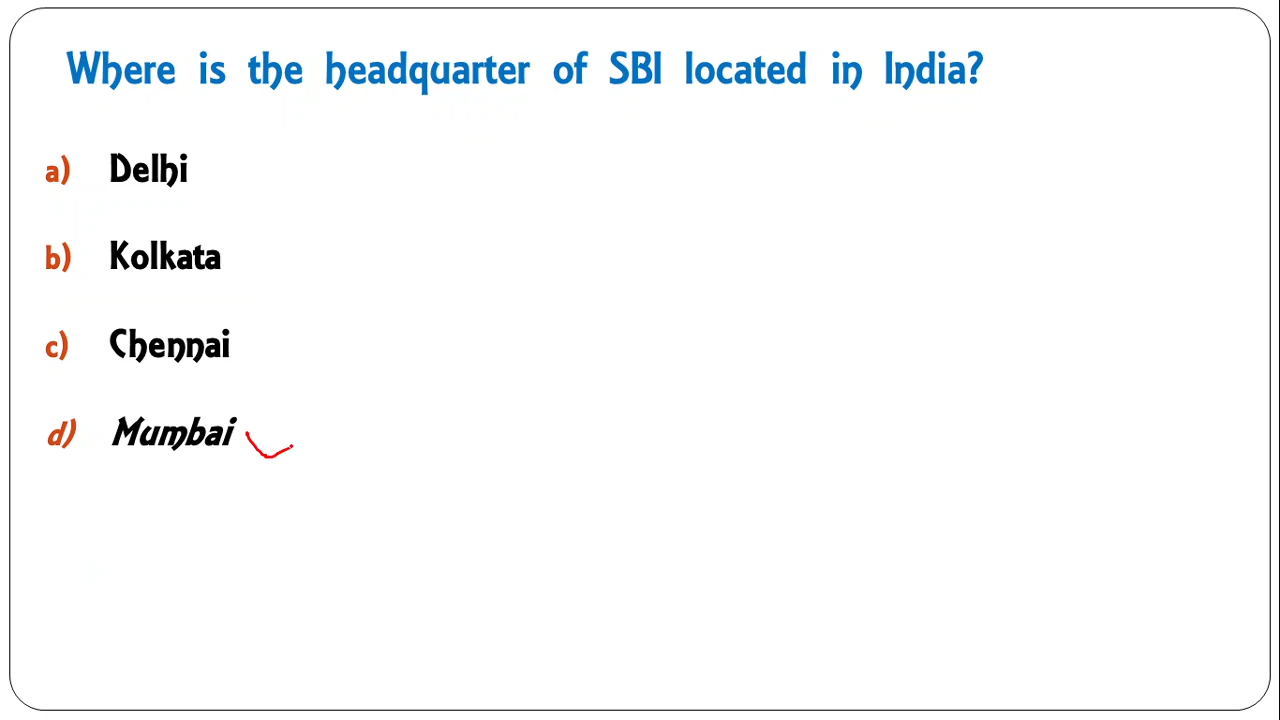 Where is the headquarter of SBI located in India?
a) Delhi
b) Kolkata
c) Chennai
d) Mumbai